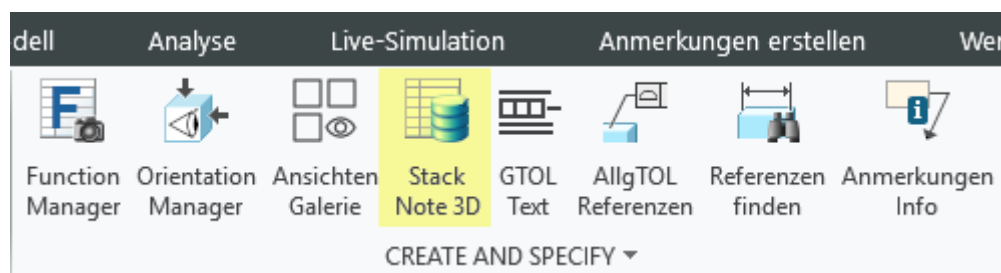 dell Analyse Live-Simulation Anmerkungen erstellen Wer
Function Manager
Orientation Manager
Ansichten Galerie
Stack Note 3D
GTOL Text
AllgTOL Referenzen
Referenzen finden
Anmerkungen Info
CREATE AND SPECIFY